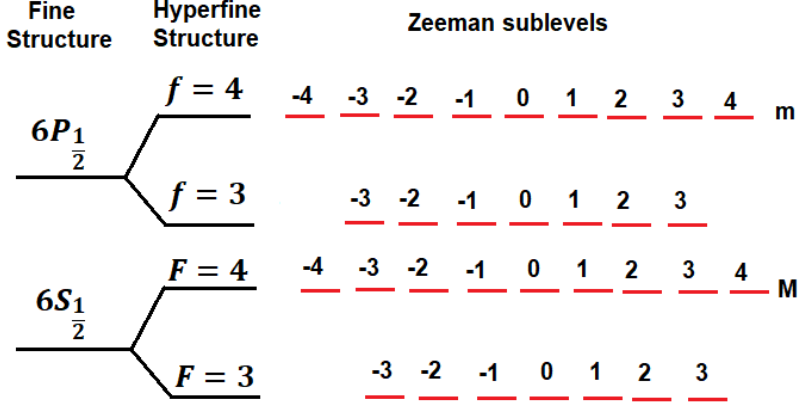 Fine Structure
Hyperfine Structure
Zeeman sublevels
f = 4
-4 -3 -2 -1 0 1 2 3 4 m
6P1/2
f = 3
-3 -2 -1 0 1 2 3
F = 4
-4 -3 -2 -1 0 1 2 3 4 M
6S1/2
F = 3
-3 -2 -1 0 1 2 3